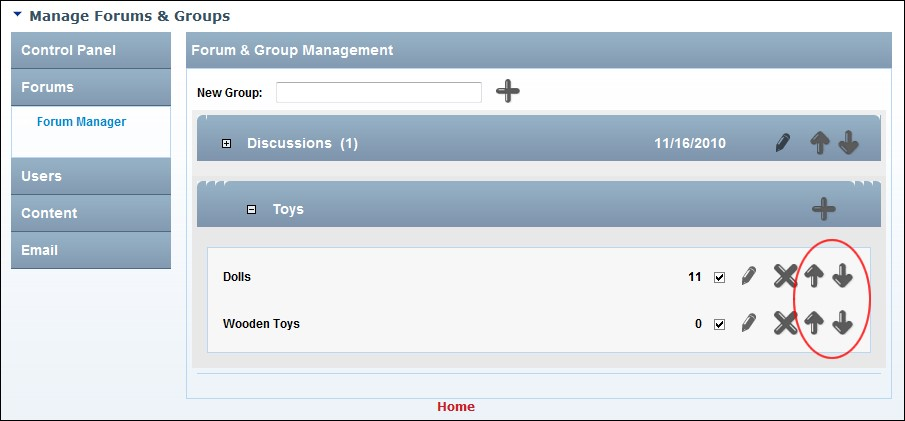 Manage Forums & Groups
Control Panel
Forums
Forum Manager
Users
Content
Email
Forum & Group Management
New Group:
Discussions (1) 11/16/2010
Toys
Dolls 11
Wooden Toys 0
Home